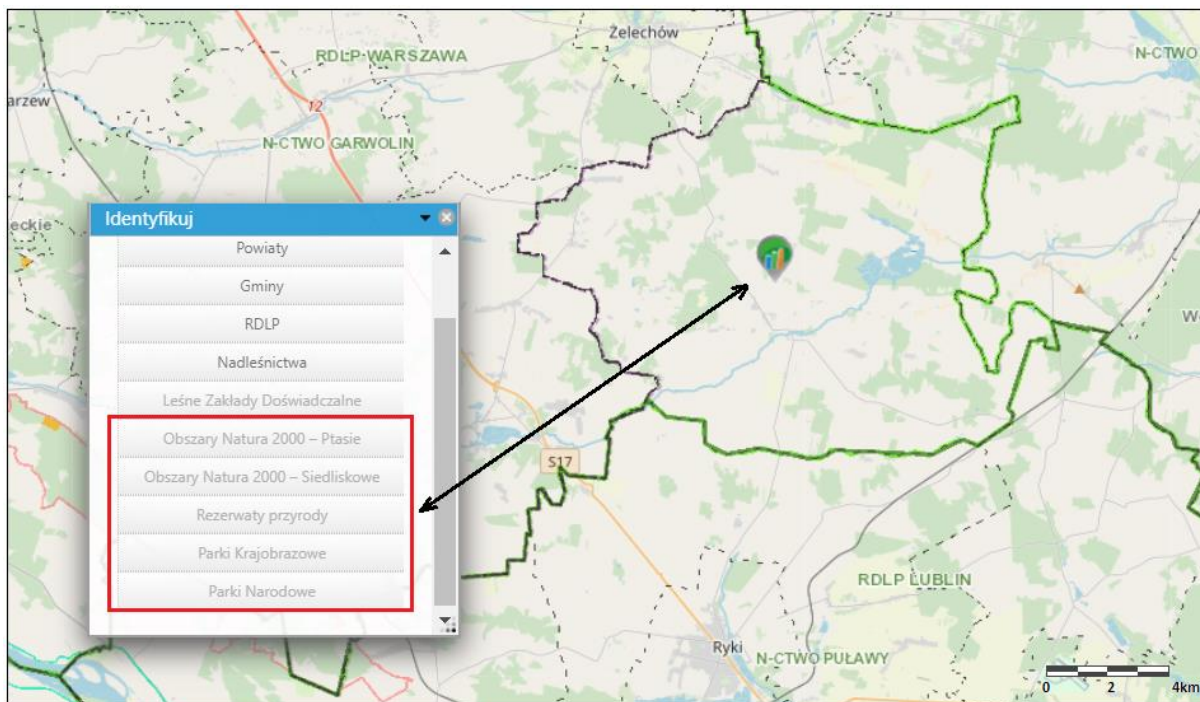 Żelechów
RDLP WARSZAWA
N-CTWO
arzew
12
N-CTWO GARWOLIN
eckie
Identyfikuj
Powiaty
Gminy
RDLP
Nadleśnictwa
Leśne Zakłady Doświadczalne
Obszary Natura 2000 – Ptasie
Obszary Natura 2000 – Siedliskowe
Rezerwaty przyrody
Parki Krajobrazowe
Parki Narodowe
S17
RDLP LUBLIN
Ryki
N-CTWO PUŁAWY
0 2 4km